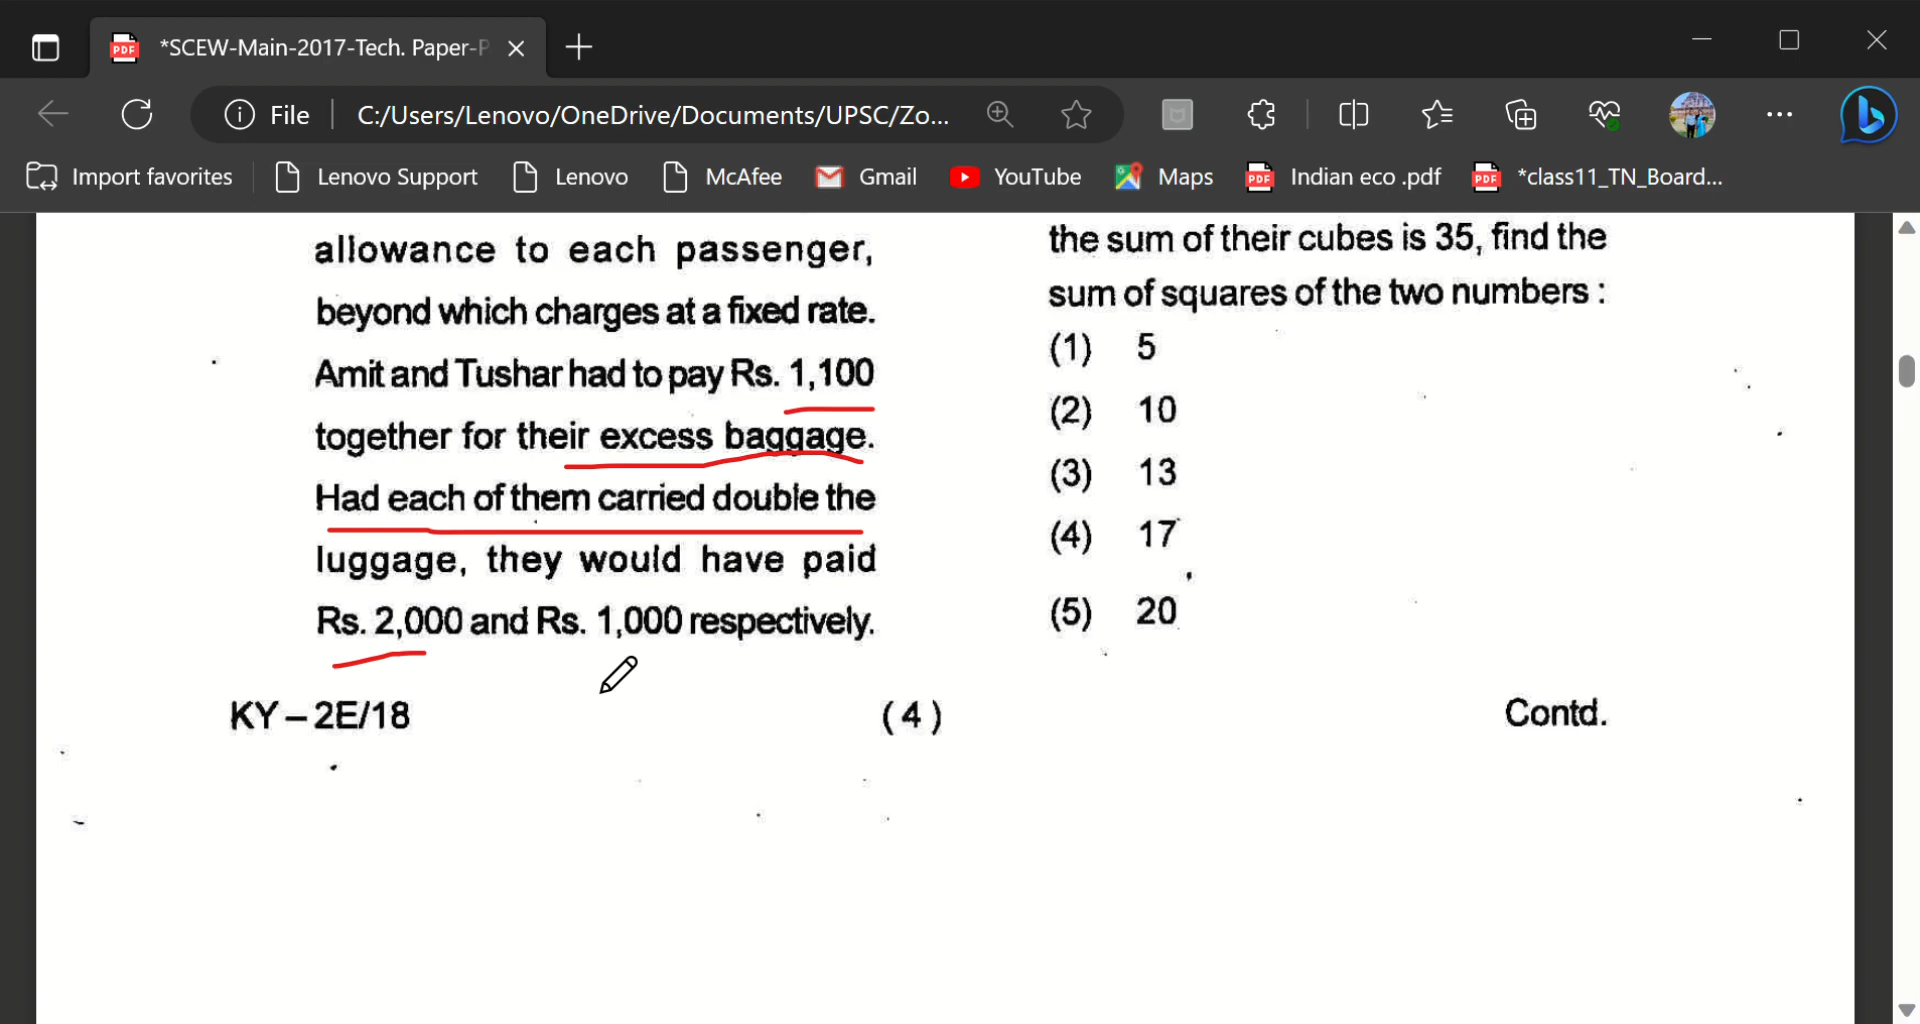 *SCEW-Main-2017-Tech. Paper-P
File
C:/Users/Lenovo/OneDrive/Documents/UPSC/Zo...
Import favorites
Lenovo Support
Lenovo
McAfee
Gmail
YouTube
Maps
PDF Indian eco .pdf
PDF *class11_TN_Board...
allowance to each passenger,
beyond which charges at a fixed rate.
Amit and Tushar had to pay Rs. 1,100
together for their excess baggage.
Had each of them carried double the
luggage, they would have paid
Rs. 2,000 and Rs. 1,000 respectively.
the sum of their cubes is 35, find the
sum of squares of the two numbers :
(1) 5
(2) 10
(3) 13
(4) 17
(5) 20
KY – 2E/18
( 4 )
Contd.